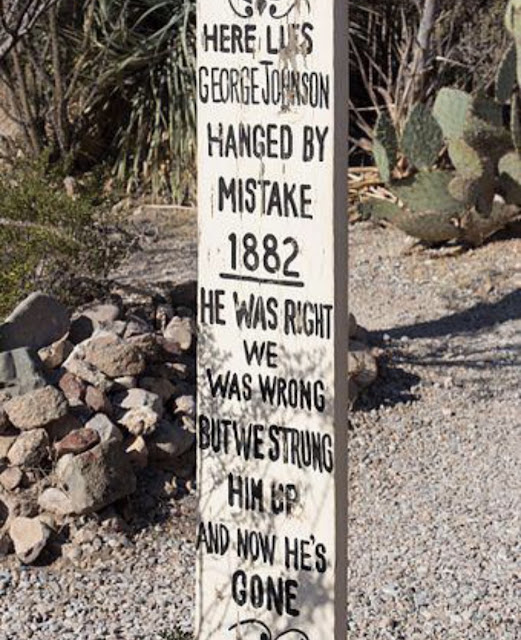 HERE LIES
GEORGE JOHNSON
HANGED BY
MISTAKE
1882
HE WAS RIGHT
WE
WAS WRONG
BUT WE STRUNG
HIM UP
AND NOW HE'S
GONE